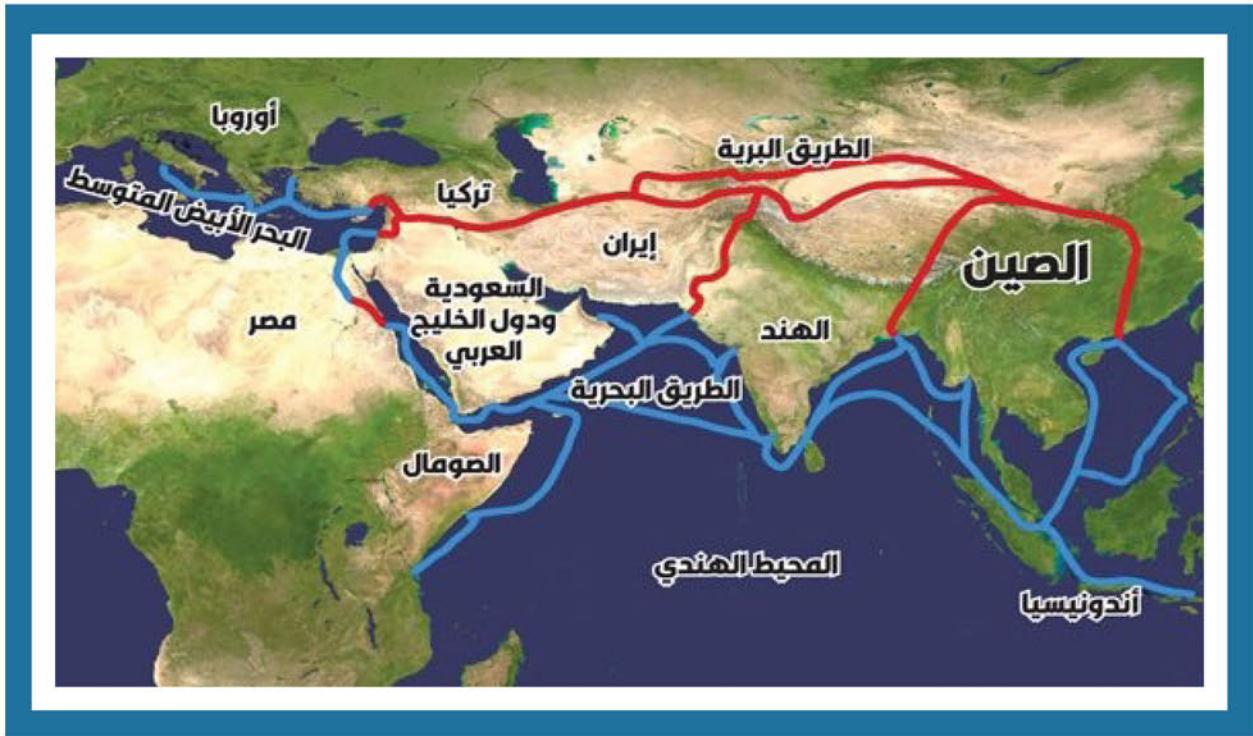 أوروبا
الطريق البرية
تركيا
البحر الأبيض المتوسط
إيران
الصين
السعودية
ودول الخليج
العربي
مصر
الهند
الطريق البحرية
الصومال
المحيط الهندي
أندونيسيا